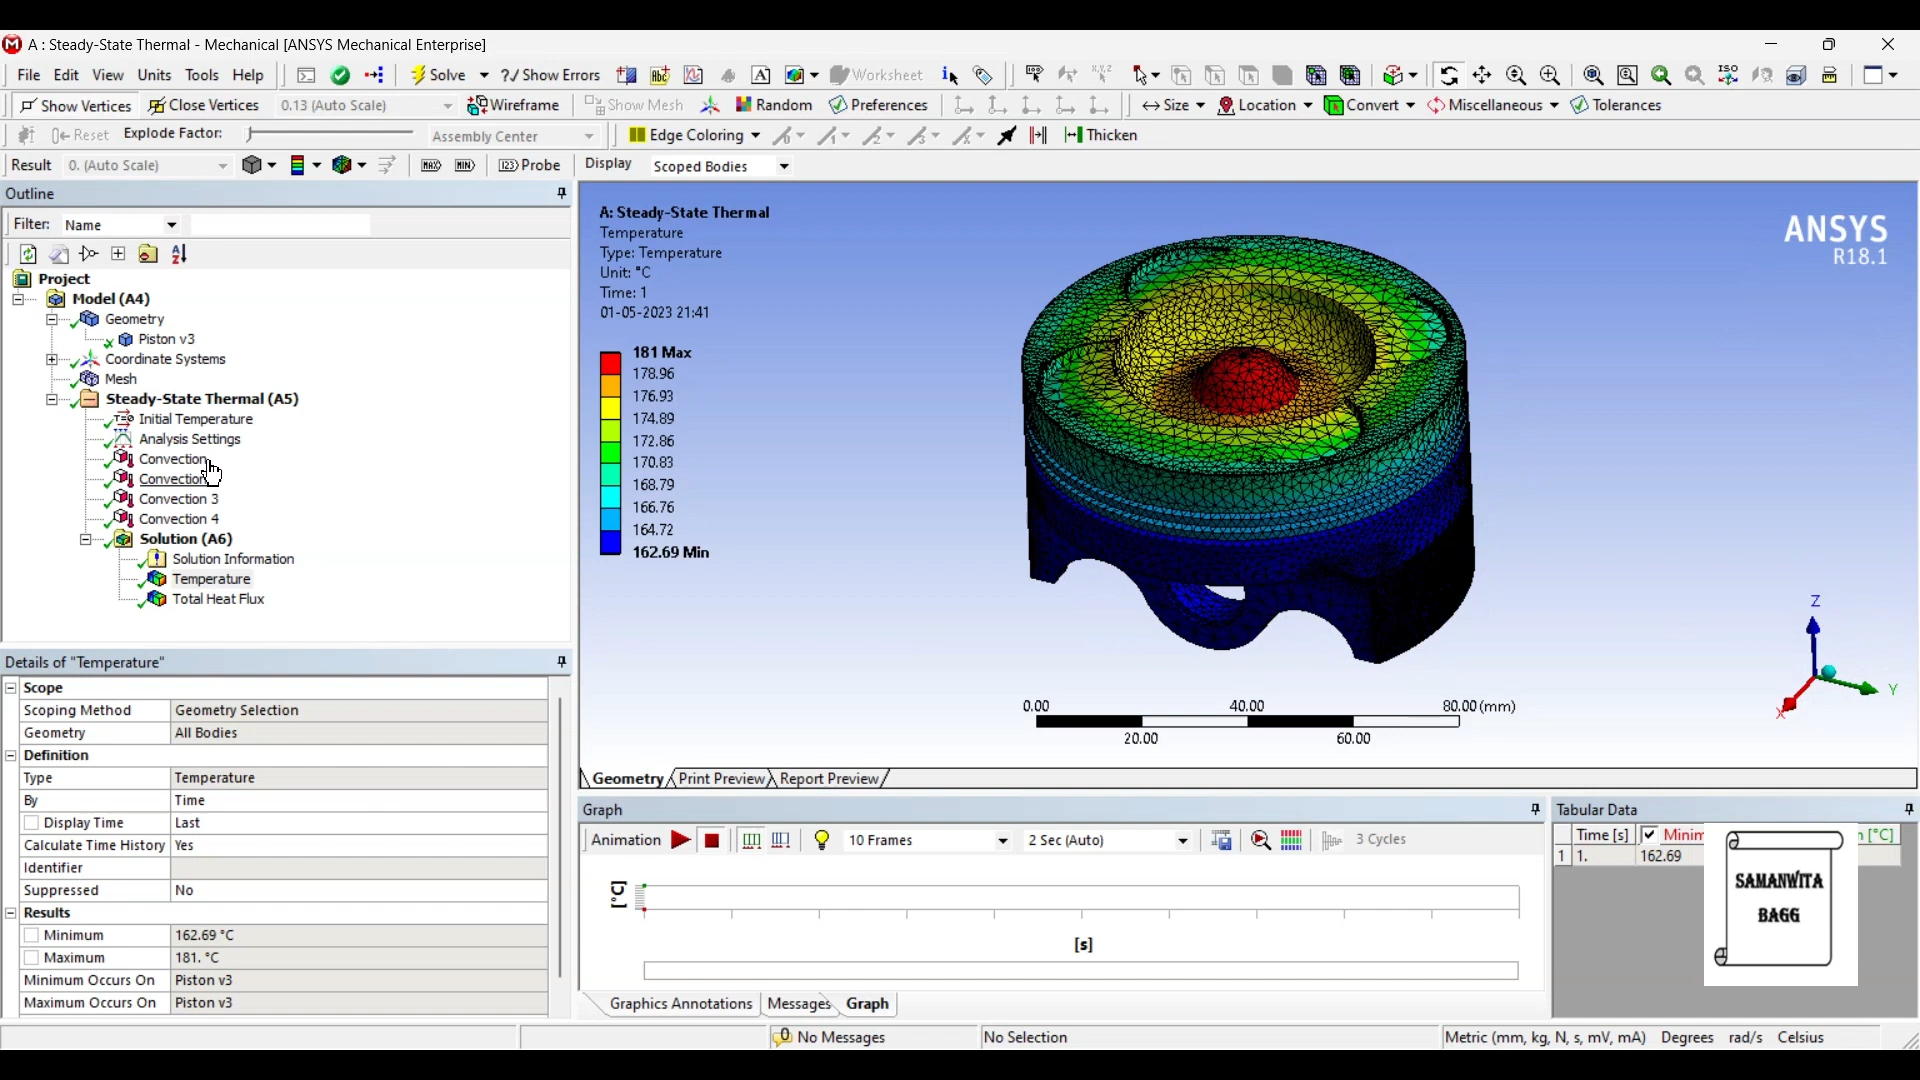 A : Steady-State Thermal - Mechanical [ANSYS Mechanical Enterprise]
File Edit View Units Tools Help Solve ?/ Show Errors Worksheet
Show Vertices Close Vertices 0.13 (Auto Scale) Wireframe Show Mesh Random Preferences Size Location Convert Miscellaneous Tolerances
Reset Explode Factor: Assembly Center Edge Coloring Thicken
Result 0. (Auto Scale) MAX MIN Probe Display Scoped Bodies
Outline
Filter: Name
Project
Model (A4)
Geometry
Piston v3
Coordinate Systems
Mesh
Steady-State Thermal (A5)
Initial Temperature
Analysis Settings
Convection
Convection
Convection 3
Convection 4
Solution (A6)
Solution Information
Temperature
Total Heat Flux
Details of "Temperature"
Scope
Scoping Method Geometry Selection
Geometry All Bodies
Definition
Type Temperature
By Time
Display Time Last
Calculate Time History Yes
Identifier
Suppressed No
Results
Minimum 162.69 °C
Maximum 181. °C
Minimum Occurs On Piston v3
Maximum Occurs On Piston v3
A: Steady-State Thermal
Temperature
Type: Temperature
Unit: °C
Time: 1
01-05-2023 21:41
181 Max
178.96
176.93
174.89
172.86
170.83
168.79
166.76
164.72
162.69 Min
ANSYS
R18.1
Z
Y
X
0.00 40.00 80.00 (mm)
20.00 60.00
Geometry Print Preview Report Preview
Graph
Animation 10 Frames 2 Sec (Auto) 3 Cycles
[°C]
[s]
Graphics Annotations Messages Graph
Tabular Data
Time [s] Minim [°C]
1 1. 162.69
SAMANWITA
BAGG
No Messages No Selection Metric (mm, kg, N, s, mV, mA) Degrees rad/s Celsius